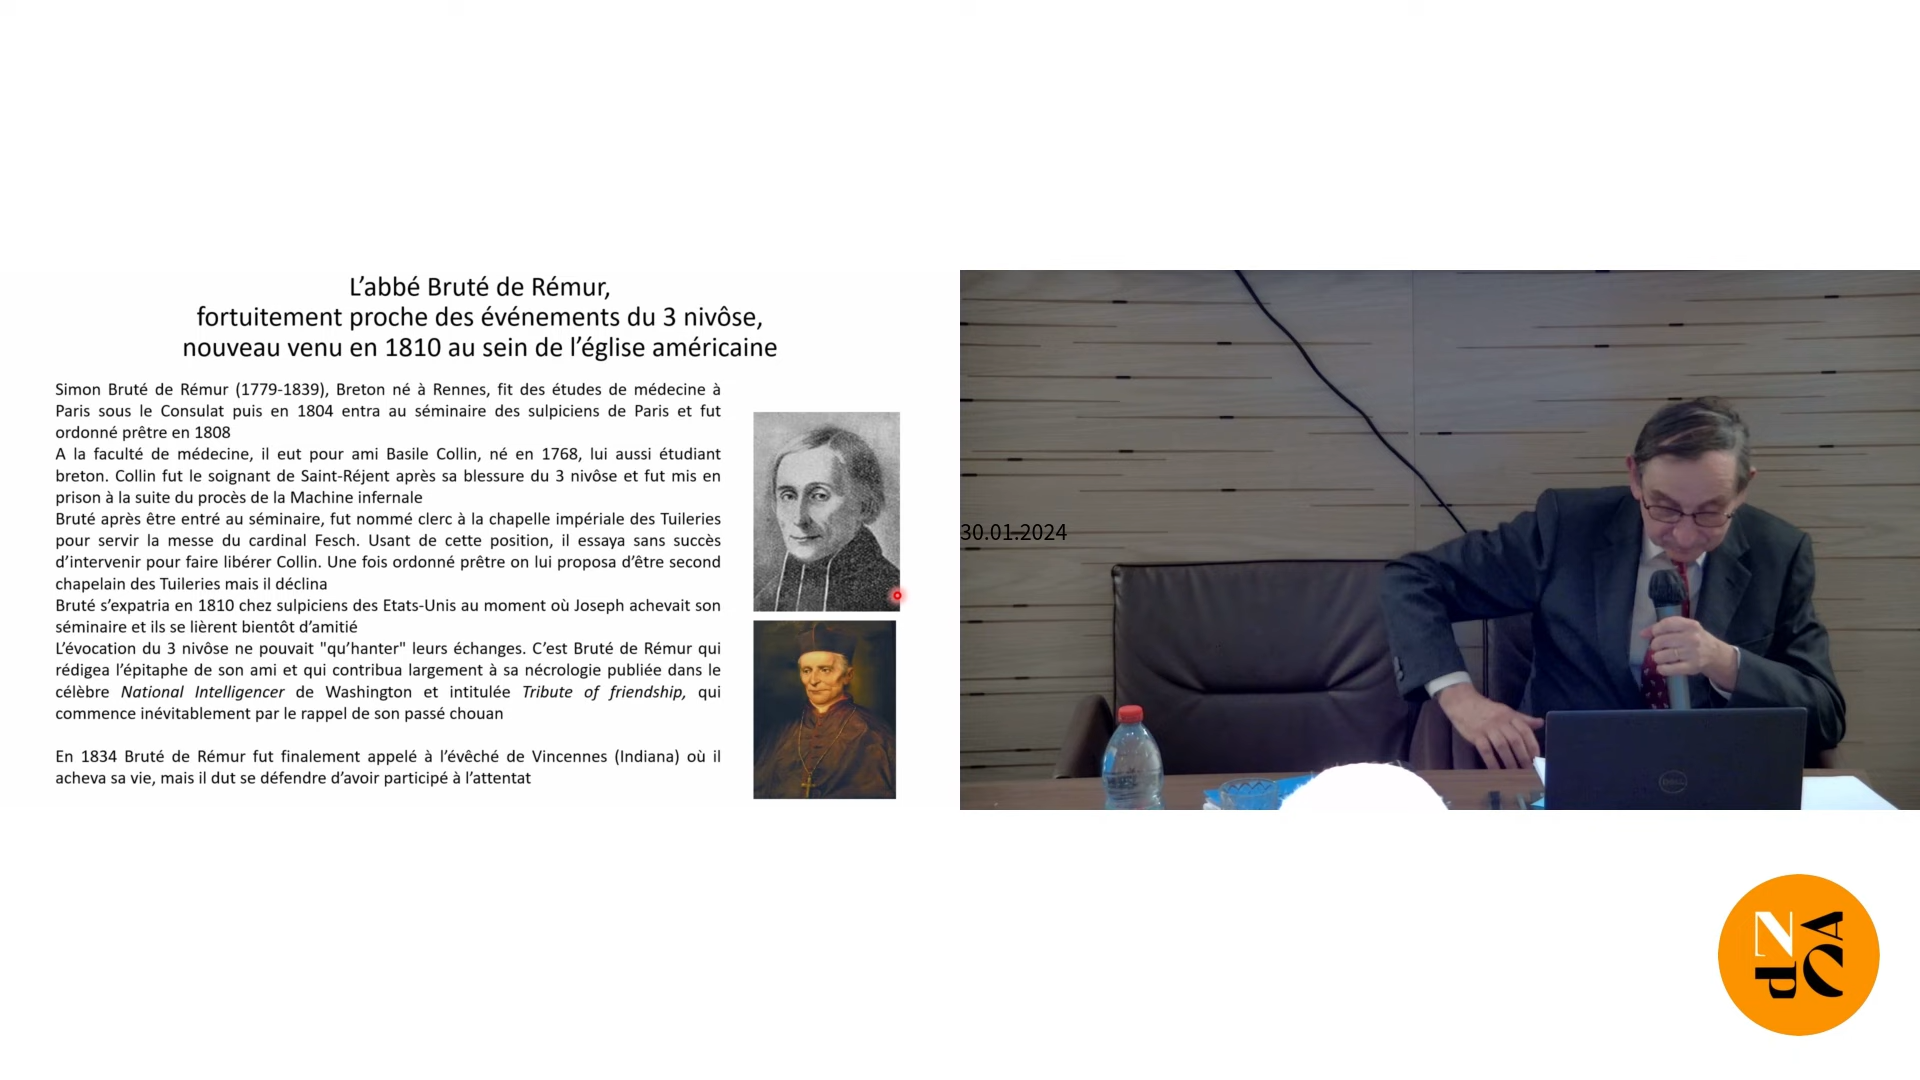 L’abbé Bruté de Rémur,
fortuitement proche des événements du 3 nivôse,
nouveau venu en 1810 au sein de l’église américaine
Simon Bruté de Rémur (1779-1839), Breton né à Rennes, fit des études de médecine à
Paris sous le Consulat puis en 1804 entra au séminaire des sulpiciens de Paris et fut
ordonné prêtre en 1808
A la faculté de médecine, il eut pour ami Basile Collin, né en 1768, lui aussi étudiant
breton. Collin fut le soignant de Saint-Réjent après sa blessure du 3 nivôse et fut mis en
prison à la suite du procès de la Machine infernale
Bruté après être entré au séminaire, fut nommé clerc à la chapelle impériale des Tuileries
pour servir la messe du cardinal Fesch. Usant de cette position, il essaya sans succès
d’intervenir pour faire libérer Collin. Une fois ordonné prêtre on lui proposa d’être second
chapelain des Tuileries mais il déclina
Bruté s’expatria en 1810 chez sulpiciens des Etats-Unis au moment où Joseph achevait son
séminaire et ils se lièrent bientôt d’amitié
L’évocation du 3 nivôse ne pouvait "qu’hanter" leurs échanges. C’est Bruté de Rémur qui
rédigea l’épitaphe de son ami et qui contribua largement à sa nécrologie publiée dans le
célèbre National Intelligencer de Washington et intitulée Tribute of friendship, qui
commence inévitablement par le rappel de son passé chouan
En 1834 Bruté de Rémur fut finalement appelé à l’évêché de Vincennes (Indiana) où il
acheva sa vie, mais il dut se défendre d’avoir participé à l’attentat
30.01.2024
DELL